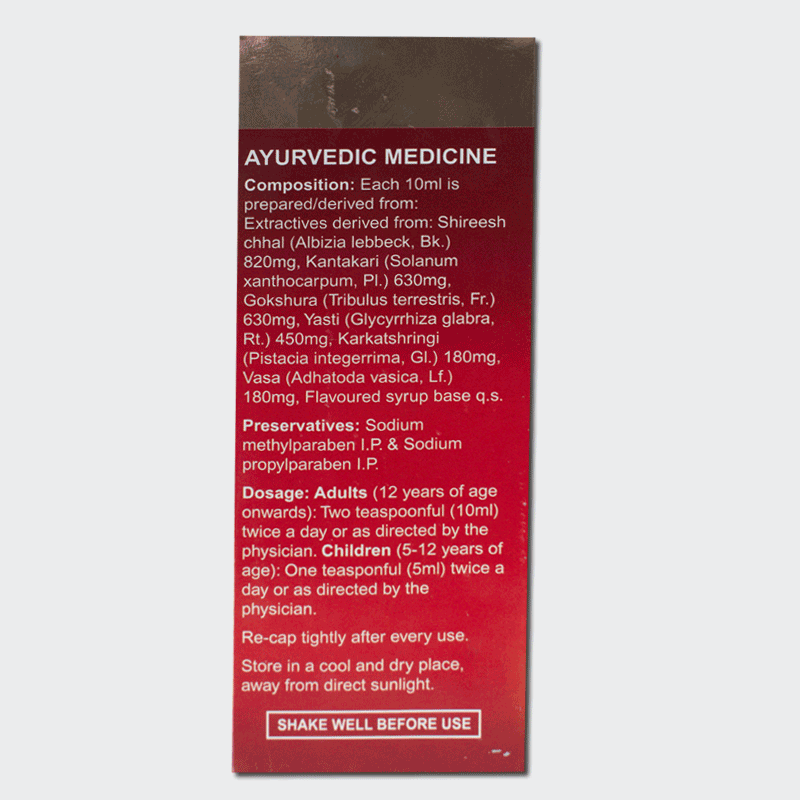 AYURVEDIC MEDICINE
Composition: Each 10ml is
prepared/derived from:
Extractives derived from: Shireesh
chhal (Albizia lebbeck, Bk.)
820mg, Kantakari (Solanum
xanthocarpum, Pl.) 630mg,
Gokshura (Tribulus terrestris, Fr.)
630mg, Yasti (Glycyrrhiza glabra,
Rt.) 450mg, Karkatshringi
(Pistacia integerrima, Gl.) 180mg,
Vasa (Adhatoda vasica, Lf.)
180mg, Flavoured syrup base q.s.
Preservatives: Sodium
methylparaben I.P. & Sodium
propylparaben I.P.
Dosage: Adults (12 years of age
onwards): Two teaspoonful (10ml)
twice a day or as directed by the
physician. Children (5-12 years of
age): One teasponful (5ml) twice a
day or as directed by the
physician.
Re-cap tightly after every use.
Store in a cool and dry place,
away from direct sunlight.
SHAKE WELL BEFORE USE